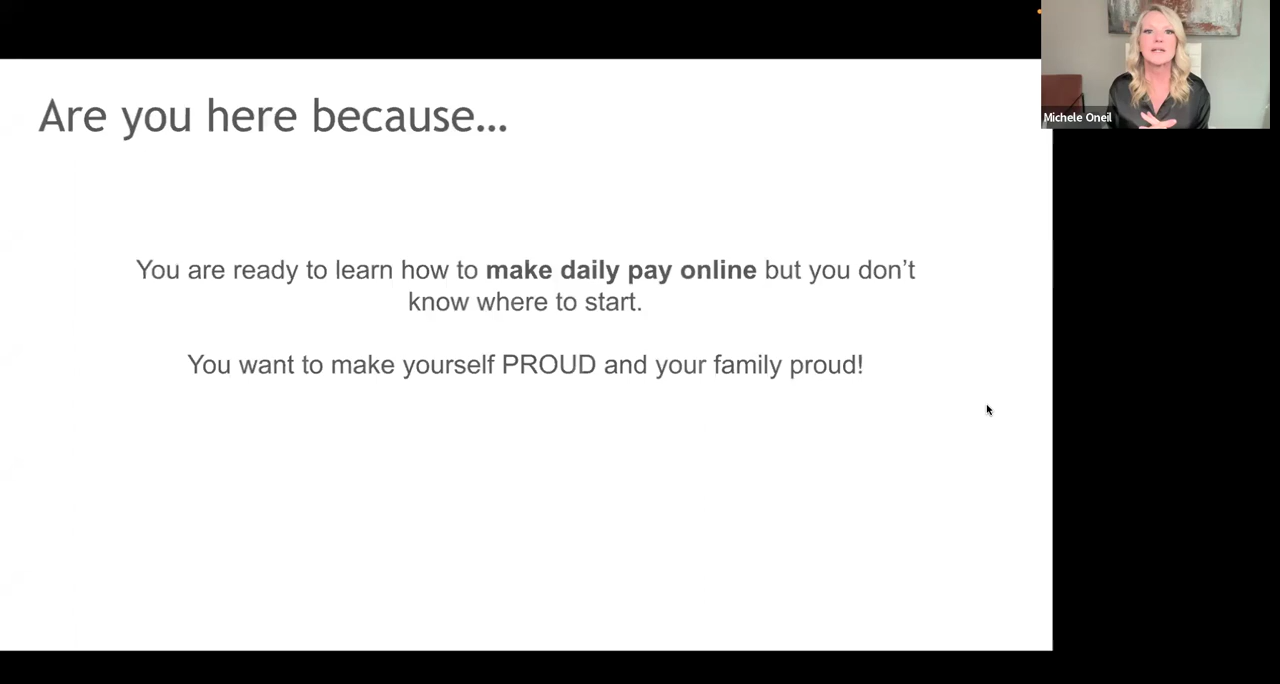 Are you here because…
You are ready to learn how to make daily pay online but you don’t
know where to start.
You want to make yourself PROUD and your family proud!
Michele Oneil